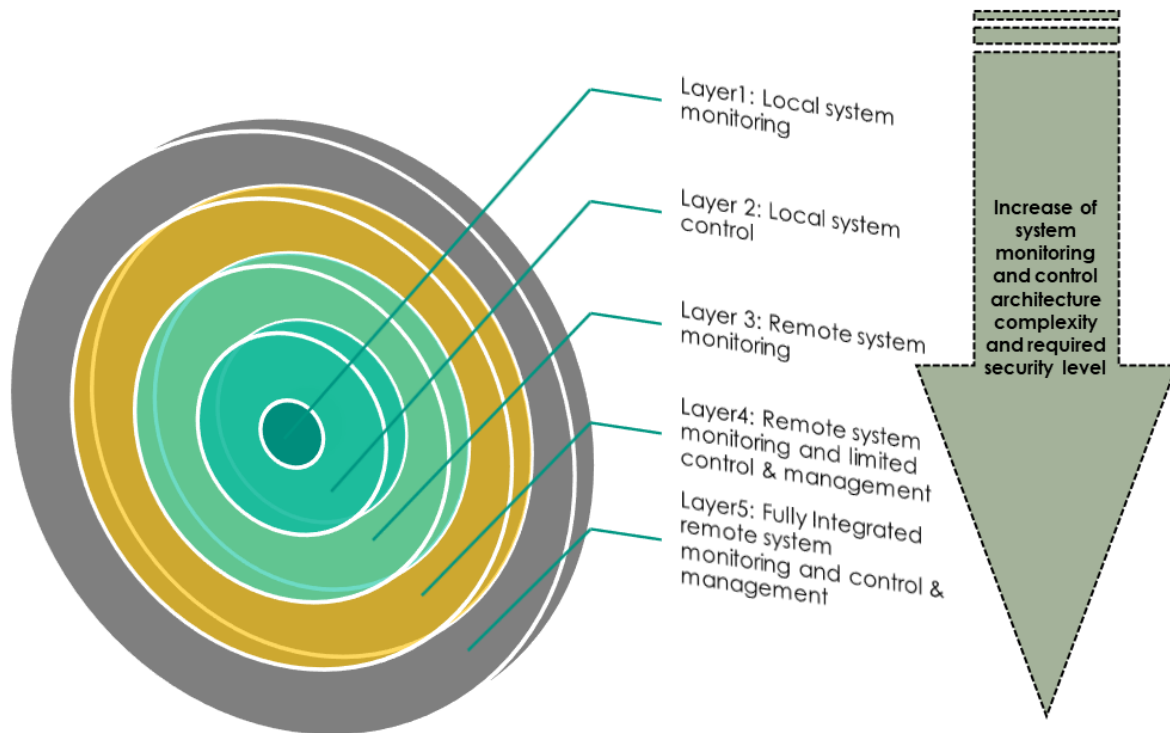 Layer1: Local system
monitoring
Layer 2: Local system
control
Layer 3: Remote system
monitoring
Layer4: Remote system
monitoring and limited
control & management
Layer5: Fully Integrated
remote system
monitoring and control &
management
Increase of
system
monitoring
and control
architecture
complexity
and required
security level